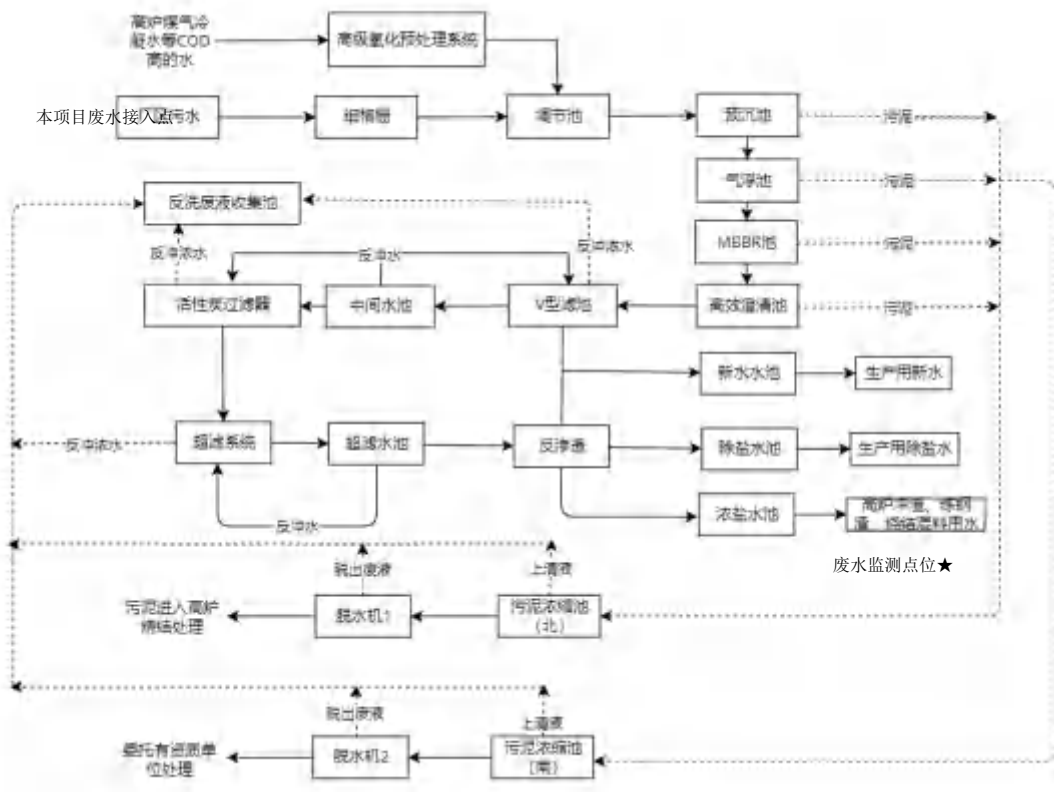 高炉煤气冷
凝水等COD
高的水
高级氧化预处理系统
本项目废水接入点
污水
细格栅
调节池
预沉池
污泥
气浮池
污泥
反洗废液收集池
反冲浓水
反冲水
反冲浓水
MBBR池
污泥
活性炭过滤器
中间水池
V型滤池
高效澄清池
污泥
新水水池
生产用新水
反冲浓水
超滤系统
超滤水池
反渗透
除盐水池
生产用除盐水
反冲水
浓盐水池
高炉冲渣、炼钢
渣、烧结混料用水
废水监测点位★
脱出废液
上清液
污泥进入高炉
烧结处理
脱水机1
污泥浓缩池
（北）
脱出废液
上清液
委托有资质单
位处理
脱水机2
污泥浓缩池
（南）